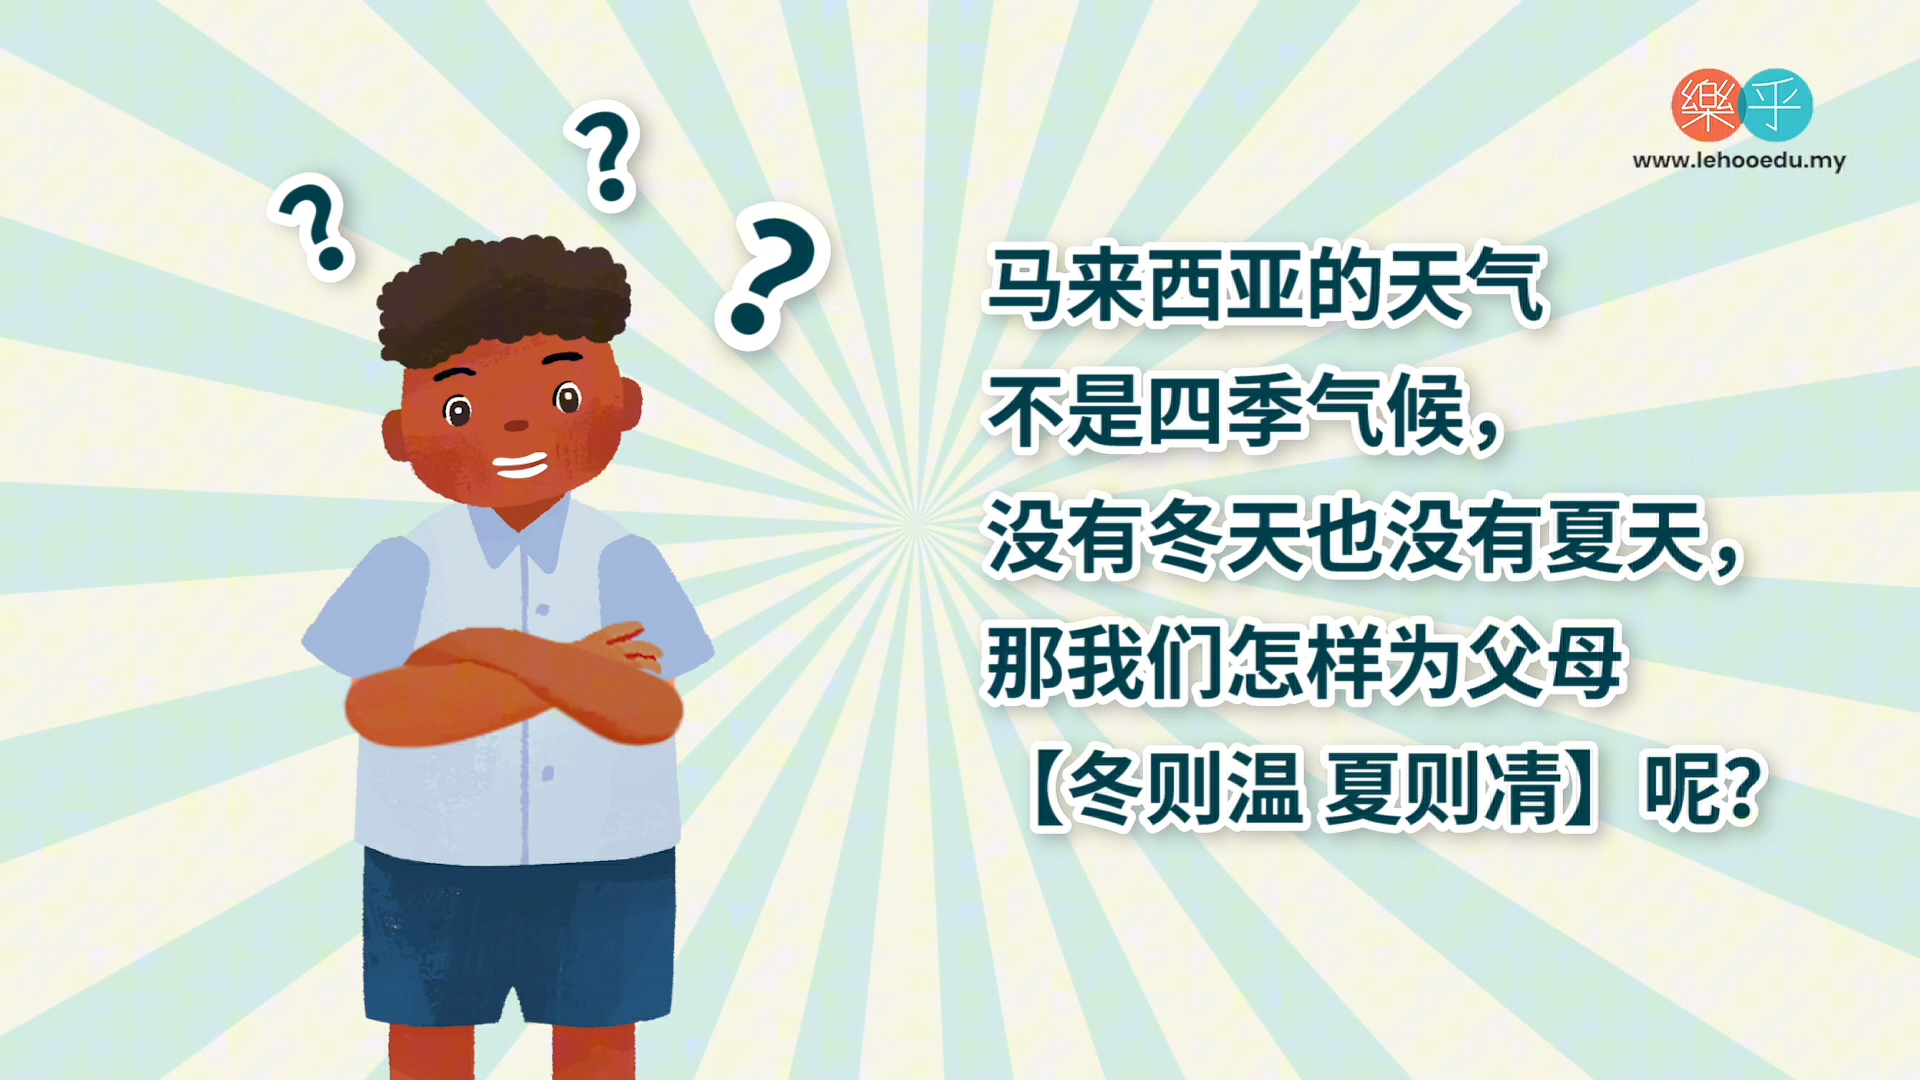 樂乎
www.lehooedu.my
?
?
?
马来西亚的天气
不是四季气候，
没有冬天也没有夏天，
那我们怎样为父母
【冬则温 夏则凊】呢？